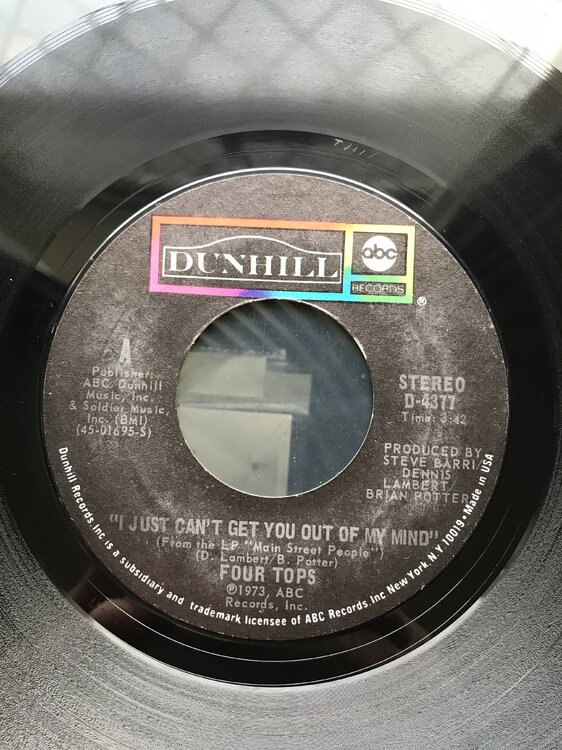 DUNHILL
abc
RECORDS
®
A
Publisher:
ABC/Dunhill
Music, Inc.
& Soldier Music,
Inc. (BMI)
(45-01695-S)
STEREO
D-4377
Time: 3:42
PRODUCED BY
STEVE BARRI/
DENNIS
LAMBERT/
BRIAN POTTER
"I JUST CAN'T GET YOU OUT OF MY MIND"
(From the LP "Main Street People")
(D. Lambert/B. Potter)
FOUR TOPS
℗1973, ABC
Records, Inc.
Dunhill Records Inc is a subsidiary and trademark licensee of ABC Records Inc New York, N.Y 10019 • Made in USA